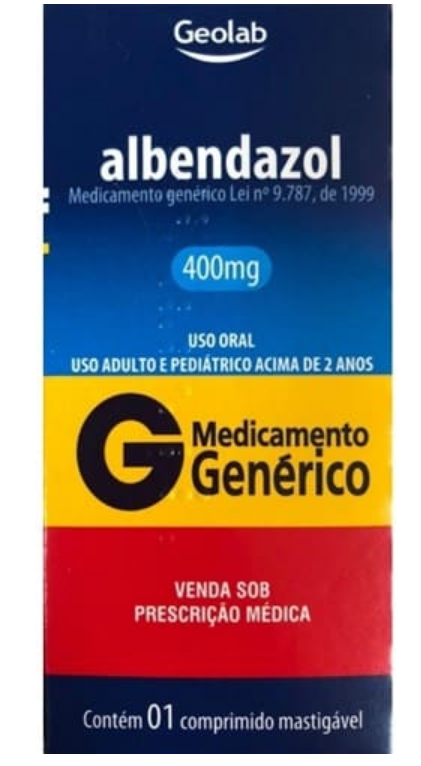 Geolab
albendazol
Medicamento genérico Lei nº 9.787, de 1999
400mg
USO ORAL
USO ADULTO E PEDIÁTRICO ACIMA DE 2 ANOS
G Medicamento
Genérico
VENDA SOB
PRESCRIÇÃO MÉDICA
Contém 01 comprimido mastigável